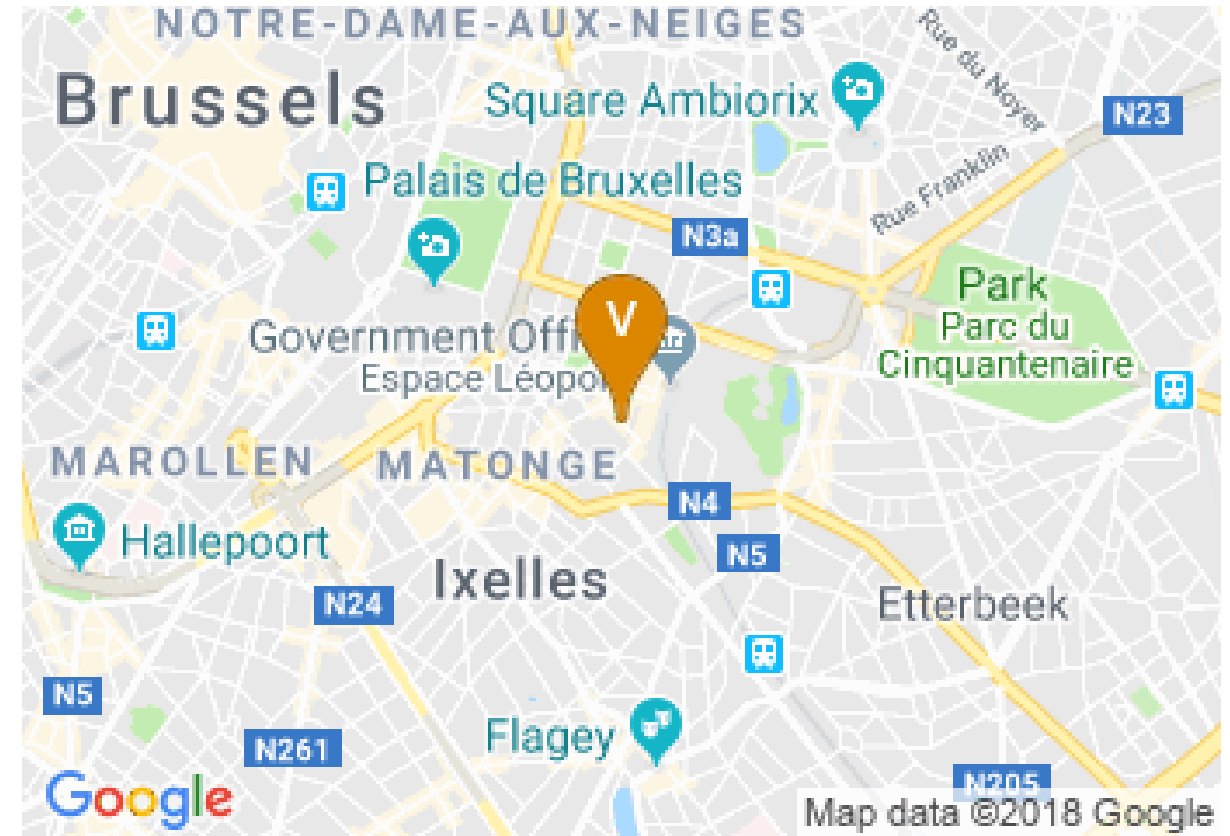 NOTRE-DAME-AUX-NEIGES
Rue du Noyer
Brussels
Square Ambiorix
N23
Palais de Bruxelles
Rue Franklin
N3a
Park
Parc du
Cinquantenaire
V
Government Offi
Espace Léopol
MAROLLEN
MATONGE
N4
Hallepoort
N5
Ixelles
N24
Etterbeek
N5
N261
Flagey
N205
Google
Map data ©2018 Google